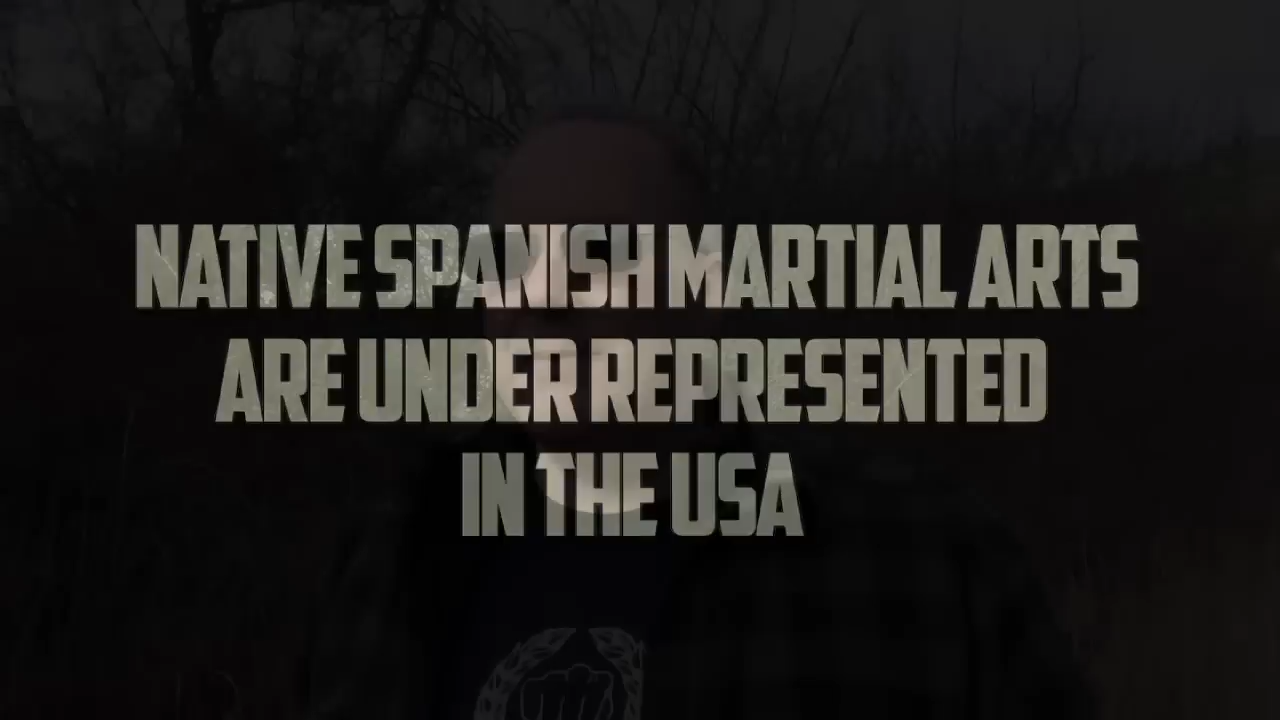 NATIVE SPANISH MARTIAL ARTS
ARE UNDER REPRESENTED
IN THE USA